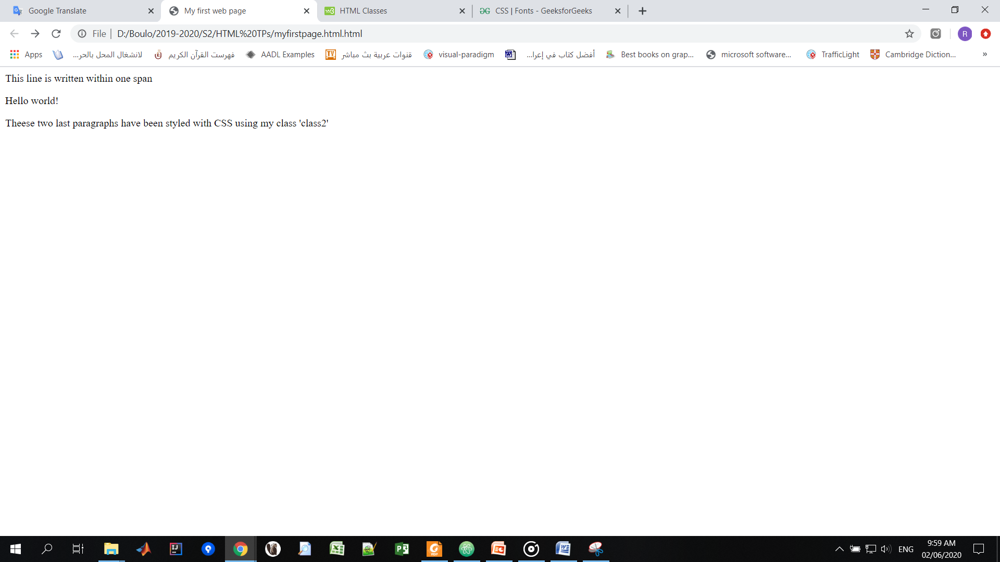 Google Translate
My first web page
HTML Classes
CSS | Fonts - GeeksforGeeks
File | D:/Boulo/2019-2020/S2/HTML%20TPs/myfirstpage.html.html
R
Apps
لانشغال المحل بالحر...
فهرست القرآن الكريم
AADL Examples
TV
قنوات عربية بث مباشر
visual-paradigm
أفضل كتاب في إعرا...
Best books on grap...
microsoft software...
TrafficLight
Cambridge Diction...
»
This line is written within one span
Hello world!
Theese two last paragraphs have been styled with CSS using my class 'class2'
ENG
9:59 AM
02/06/2020